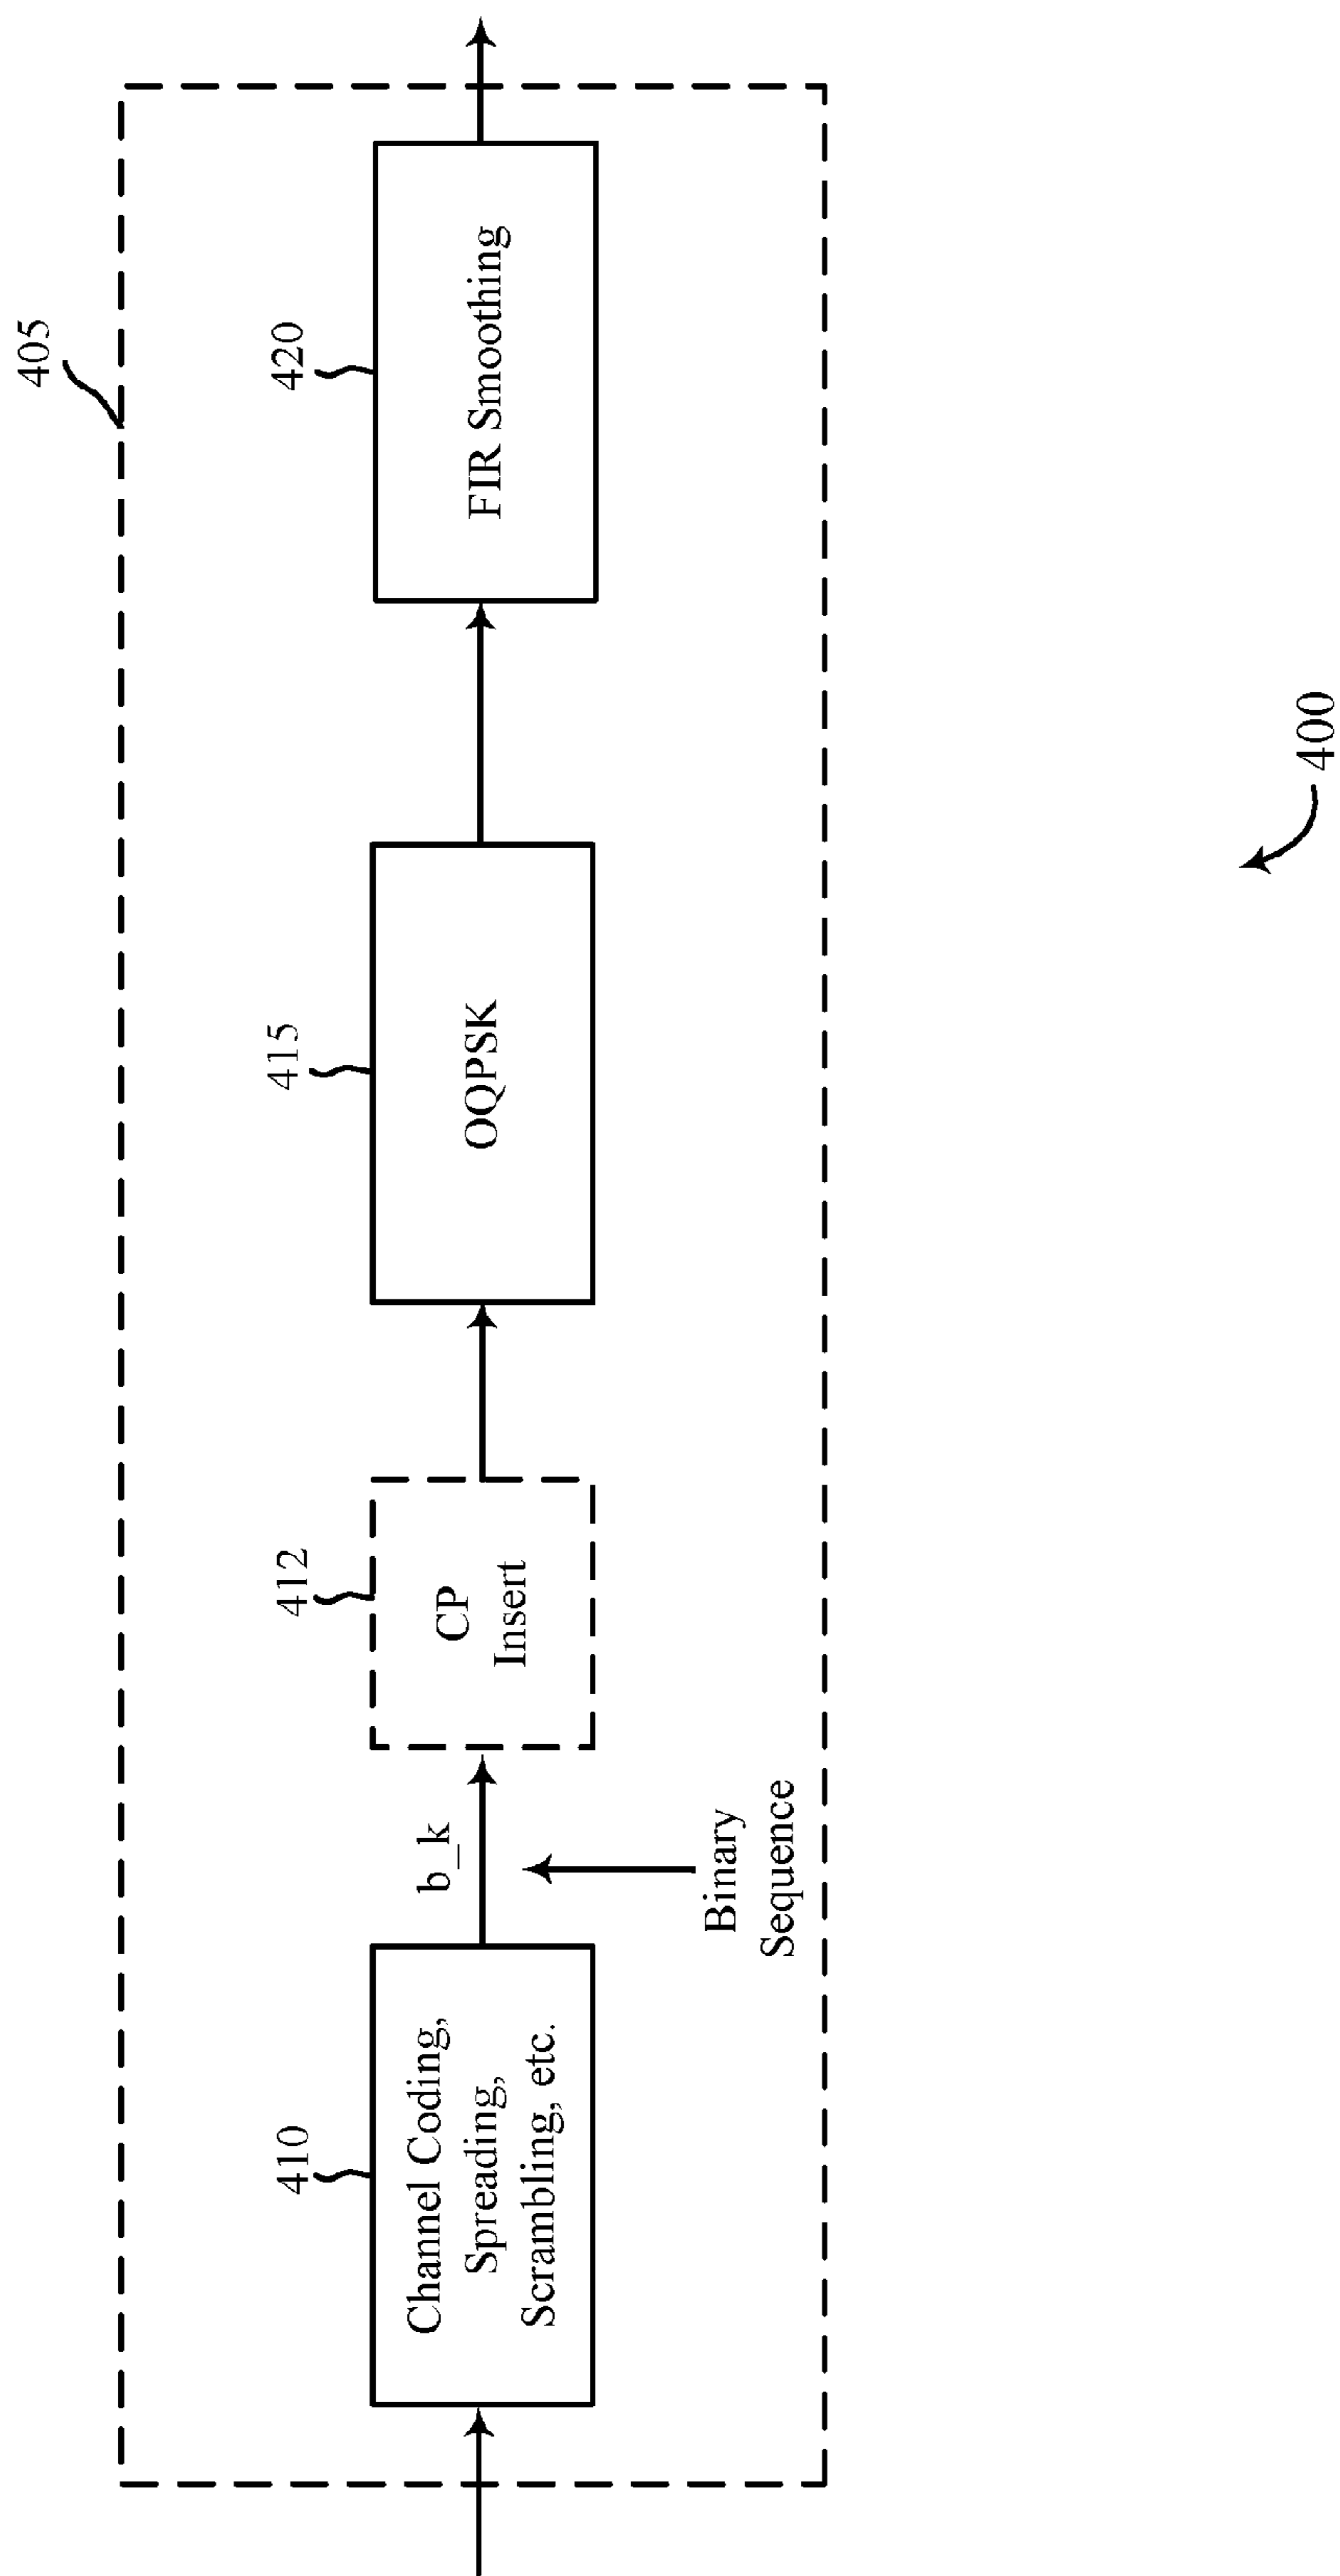 405
410
Channel Coding,
Spreading,
Scrambling, etc.
b_k
Binary
Sequence
412
CP
Insert
415
OQPSK
420
FIR Smoothing
400